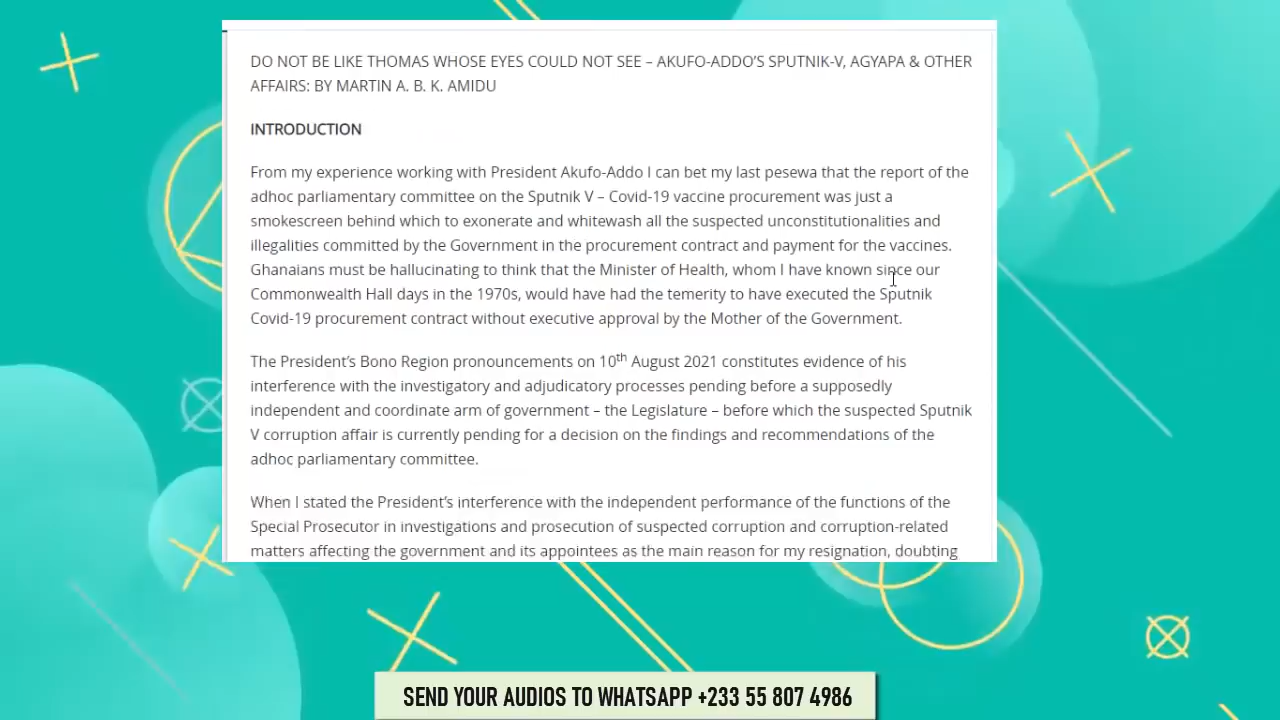 DO NOT BE LIKE THOMAS WHOSE EYES COULD NOT SEE – AKUFO-ADDO'S SPUTNIK-V, AGYAPA & OTHER
AFFAIRS: BY MARTIN A. B. K. AMIDU
INTRODUCTION
From my experience working with President Akufo-Addo I can bet my last pesewa that the report of the
adhoc parliamentary committee on the Sputnik V – Covid-19 vaccine procurement was just a
smokescreen behind which to exonerate and whitewash all the suspected unconstitutionalities and
illegalities committed by the Government in the procurement contract and payment for the vaccines.
Ghanaians must be hallucinating to think that the Minister of Health, whom I have known since our
Commonwealth Hall days in the 1970s, would have had the temerity to have executed the Sputnik
Covid-19 procurement contract without executive approval by the Mother of the Government.
The President's Bono Region pronouncements on 10th August 2021 constitutes evidence of his
interference with the investigatory and adjudicatory processes pending before a supposedly
independent and coordinate arm of government – the Legislature – before which the suspected Sputnik
V corruption affair is currently pending for a decision on the findings and recommendations of the
adhoc parliamentary committee.
When I stated the President's interference with the independent performance of the functions of the
Special Prosecutor in investigations and prosecution of suspected corruption and corruption-related
matters affecting the government and its appointees as the main reason for my resignation, doubting
SEND YOUR AUDIOS TO WHATSAPP +233 55 807 4986